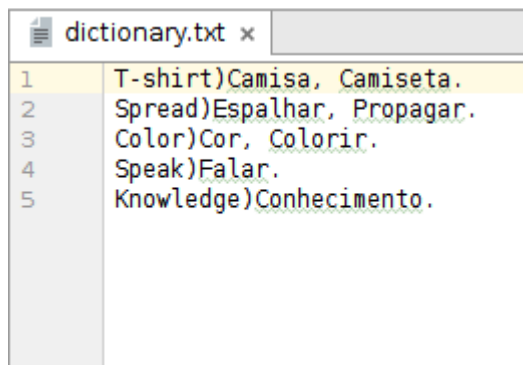 dictionary.txt ×
1 T-shirt)Camisa, Camiseta.
2 Spread)Espalhar, Propagar.
3 Color)Cor, Colorir.
4 Speak)Falar.
5 Knowledge)Conhecimento.